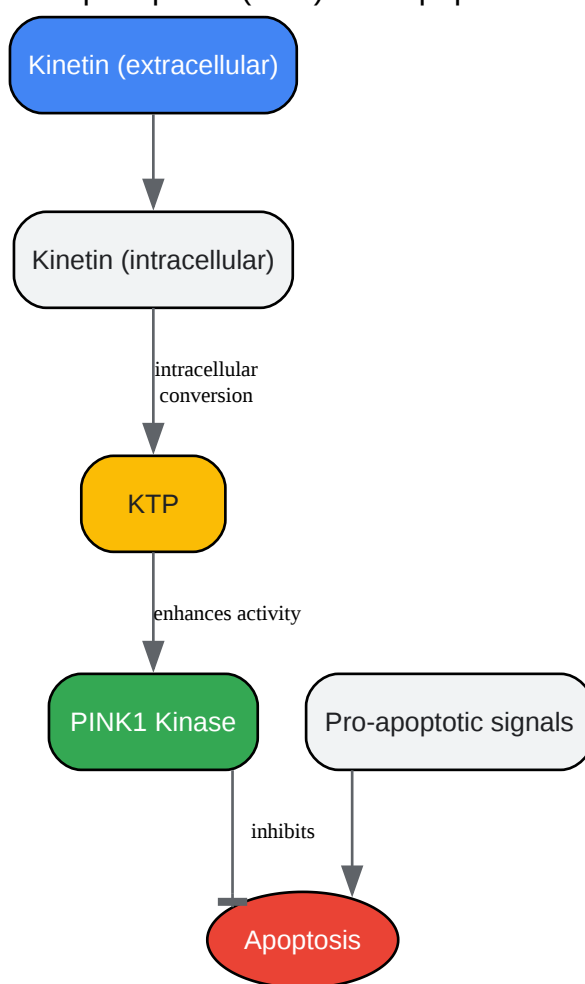 Kinetin (extracellular)
Kinetin (intracellular)
intracellular
conversion
KTP
enhances activity
PINK1 Kinase
Pro-apoptotic signals
inhibits
Apoptosis